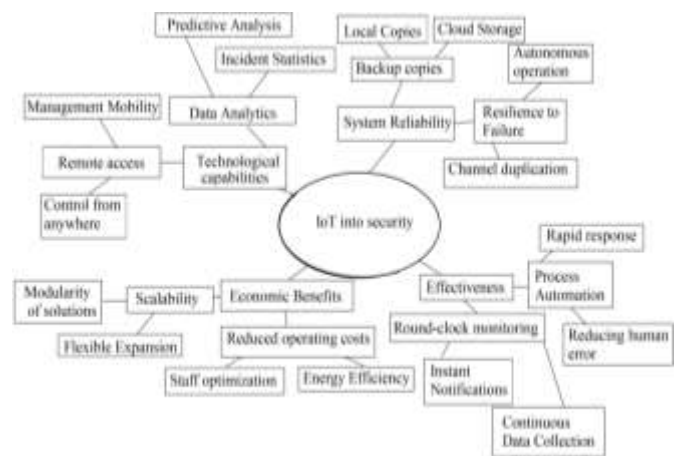 Predictive Analysis
Local Copies
Cloud Storage
Incident Statistics
Backup copies
Autonomous
operation
Management Mobility
Data Analytics
System Reliability
Resilience to
Failure
Remote access
Technological
capabilities
Channel duplication
Control from
anywhere
IoT into security
Rapid response
Modularity
of solutions
Scalability
Economic Benefits
Effectiveness
Process
Automation
Flexible Expansion
Reduced operating costs
Round-clock monitoring
Reducing human
error
Staff optimization
Energy Efficiency
Instant
Notifications
Continuous
Data Collection